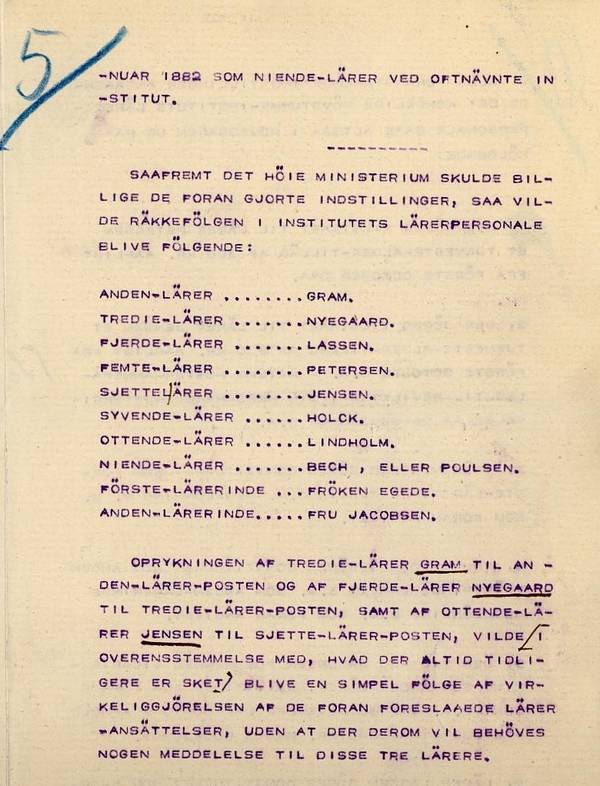 5
-NUAR 1882 SOM NIENDE-LÄRER VED OFTNÄVNTE IN
-STITUT.
SAAFREMT DET HÖIE MINISTERIUM SKULDE BIL-
LIGE DE FORAN GJORTE INDSTILLINGER, SAA VIL-
DE RÄKKEFÖLGEN I INSTITUTETS LÄRERPERSONALE
BLIVE FÖLGENDE:
ANDEN-LÄRER ........GRAM.
TREDIE-LÄRER .......NYEGAARD.
FJERDE-LÄRER .......LASSEN.
FEMTE-LÄRER ........PETERSEN.
SJETTE/LÄRER .......JENSEN.
SYVENDE-LÄRER ......HOLCK.
OTTENDE-LÄRER ......LINDHOLM.
NIENDE-LÄRER .......BECH , ELLER POULSEN.
FÖRSTE-LÄRERINDE ...FRÖKEN EGEDE.
ANDEN-LÄRERINDE.....FRU JACOBSEN.
OPRYKNINGEN AF TREDIE-LÄRER GRAM TIL AN-
DEN-LÄRER-POSTEN OG AF FJERDE-LÄRER NYEGAARD
TIL TREDIE-LÄRER-POSTEN, SAMT AF OTTENDE-LÄ-
RER JENSEN TIL SJETTE-LÄRER-POSTEN, VILDE/I
OVERENSSTEMMELSE MED, HVAD DER ALTID TIDLI-
GERE ER SKET, BLIVE EN SIMPEL FÖLGE AF VIR-
KELIGGJÖRELSEN AF DE FORAN FORESLAAEDE LÄRER
-ANSÄTTELSER, UDEN AT DER DEROM VIL BEHÖVES
NOGEN MEDDELELSE TIL DISSE TRE LÄRERE.